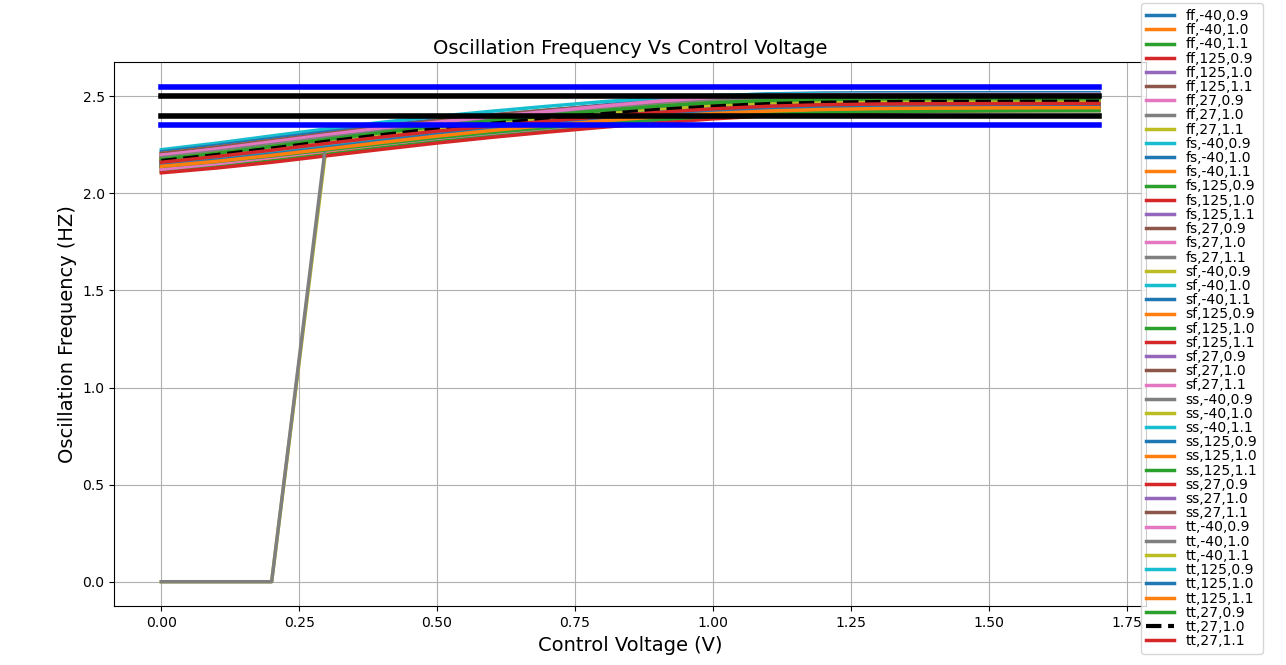 Oscillation Frequency Vs Control Voltage
Oscillation Frequency (HZ)
2.5
2.0
1.5
1.0
0.5
0.0
0.00 0.25 0.50 0.75 1.00 1.25 1.50 1.75
Control Voltage (V)
ff,-40,0.9
ff,-40,1.0
ff,-40,1.1
ff,125,0.9
ff,125,1.0
ff,125,1.1
ff,27,0.9
ff,27,1.0
ff,27,1.1
fs,-40,0.9
fs,-40,1.0
fs,-40,1.1
fs,125,0.9
fs,125,1.0
fs,125,1.1
fs,27,0.9
fs,27,1.0
fs,27,1.1
sf,-40,0.9
sf,-40,1.0
sf,-40,1.1
sf,125,0.9
sf,125,1.0
sf,125,1.1
sf,27,0.9
sf,27,1.0
sf,27,1.1
ss,-40,0.9
ss,-40,1.0
ss,-40,1.1
ss,125,0.9
ss,125,1.0
ss,125,1.1
ss,27,0.9
ss,27,1.0
ss,27,1.1
tt,-40,0.9
tt,-40,1.0
tt,-40,1.1
tt,125,0.9
tt,125,1.0
tt,125,1.1
tt,27,0.9
tt,27,1.0
tt,27,1.1